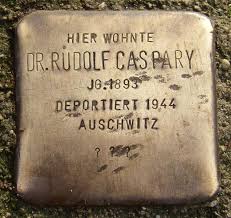 HIER WOHNTE
DR. RUDOLF CASPARY
JG. 1893
DEPORTIERT 1944
AUSCHWITZ
? ? ?